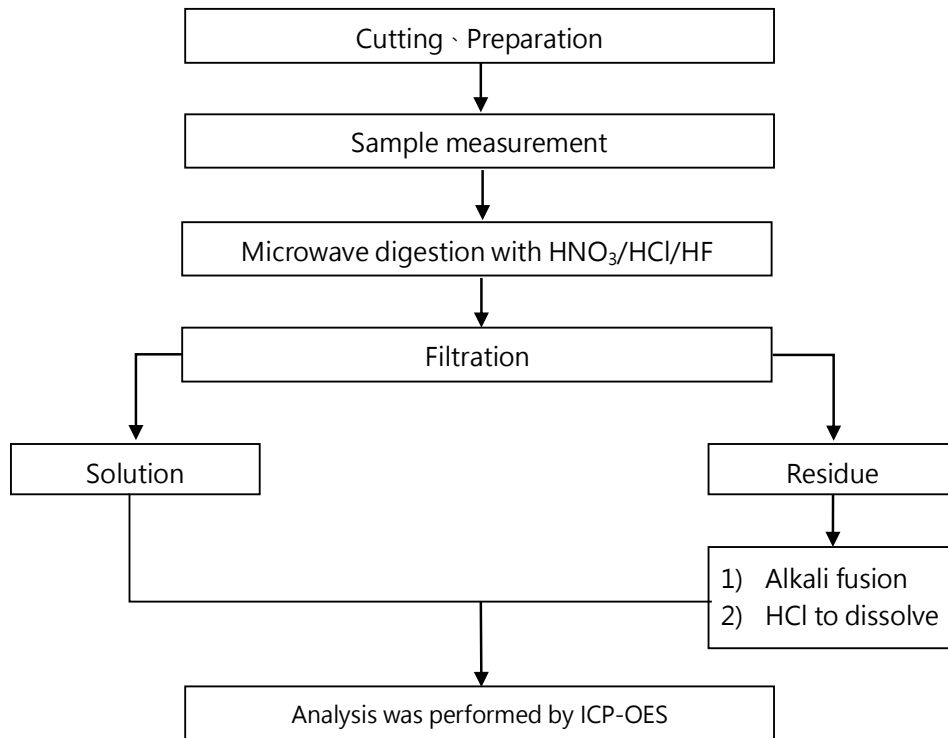 Cutting、Preparation
Sample measurement
Microwave digestion with HNO₃/HCl/HF
Filtration
Solution
Residue
1) Alkali fusion
2) HCl to dissolve
Analysis was performed by ICP-OES